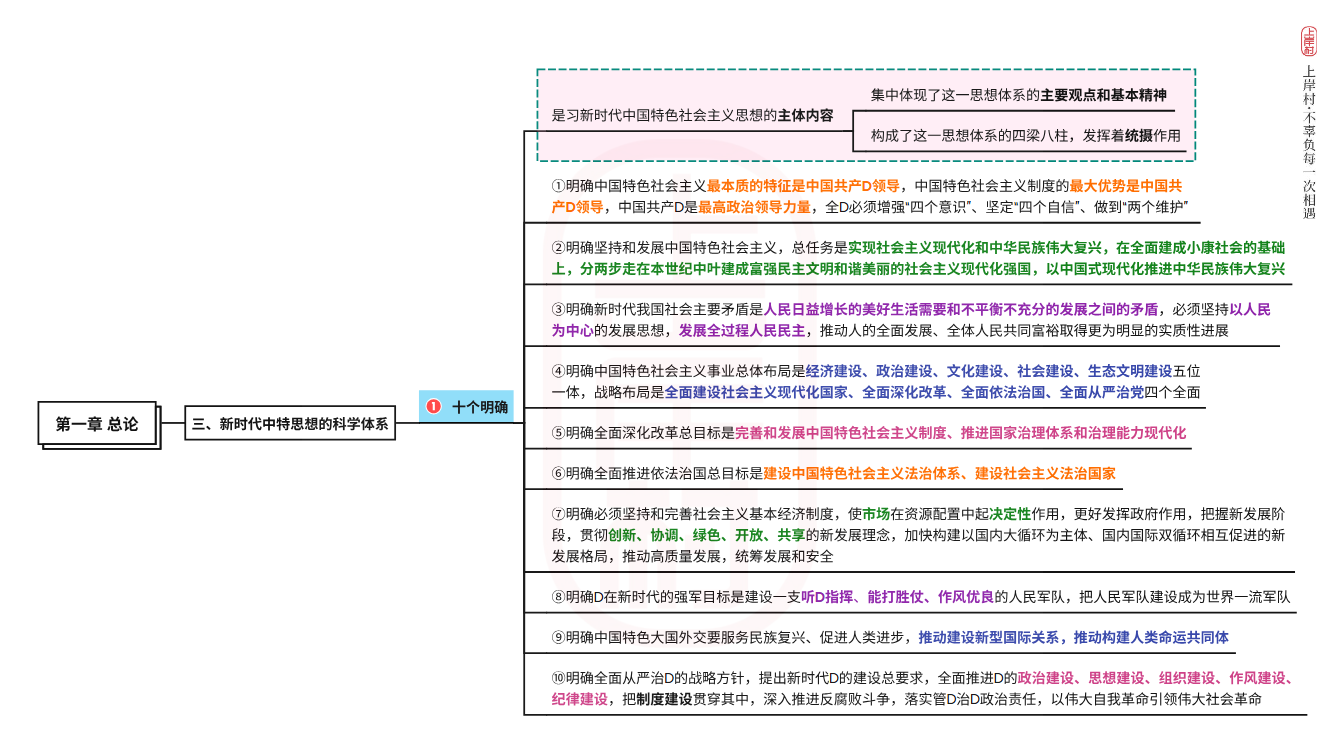 上岸村
上岸村·不辜负每一次相遇
第一章 总论
三、新时代中特思想的科学体系
1 十个明确
是习新时代中国特色社会主义思想的主体内容
集中体现了这一思想体系的主要观点和基本精神
构成了这一思想体系的四梁八柱，发挥着统摄作用
①明确中国特色社会主义最本质的特征是中国共产D领导，中国特色社会主义制度的最大优势是中国共
产D领导，中国共产D是最高政治领导力量，全D必须增强“四个意识”、坚定“四个自信”、做到“两个维护”
②明确坚持和发展中国特色社会主义，总任务是实现社会主义现代化和中华民族伟大复兴，在全面建成小康社会的基础
上，分两步走在本世纪中叶建成富强民主文明和谐美丽的社会主义现代化强国，以中国式现代化推进中华民族伟大复兴
③明确新时代我国社会主要矛盾是人民日益增长的美好生活需要和不平衡不充分的发展之间的矛盾，必须坚持以人民
为中心的发展思想，发展全过程人民民主，推动人的全面发展、全体人民共同富裕取得更为明显的实质性进展
④明确中国特色社会主义事业总体布局是经济建设、政治建设、文化建设、社会建设、生态文明建设五位
一体，战略布局是全面建设社会主义现代化国家、全面深化改革、全面依法治国、全面从严治党四个全面
⑤明确全面深化改革总目标是完善和发展中国特色社会主义制度、推进国家治理体系和治理能力现代化
⑥明确全面推进依法治国总目标是建设中国特色社会主义法治体系、建设社会主义法治国家
⑦明确必须坚持和完善社会主义基本经济制度，使市场在资源配置中起决定性作用，更好发挥政府作用，把握新发展阶
段，贯彻创新、协调、绿色、开放、共享的新发展理念，加快构建以国内大循环为主体、国内国际双循环相互促进的新
发展格局，推动高质量发展，统筹发展和安全
⑧明确D在新时代的强军目标是建设一支听D指挥、能打胜仗、作风优良的人民军队，把人民军队建设成为世界一流军队
⑨明确中国特色大国外交要服务民族复兴、促进人类进步，推动建设新型国际关系，推动构建人类命运共同体
⑩明确全面从严治D的战略方针，提出新时代D的建设总要求，全面推进D的政治建设、思想建设、组织建设、作风建设、
纪律建设，把制度建设贯穿其中，深入推进反腐败斗争，落实管D治D政治责任，以伟大自我革命引领伟大社会革命